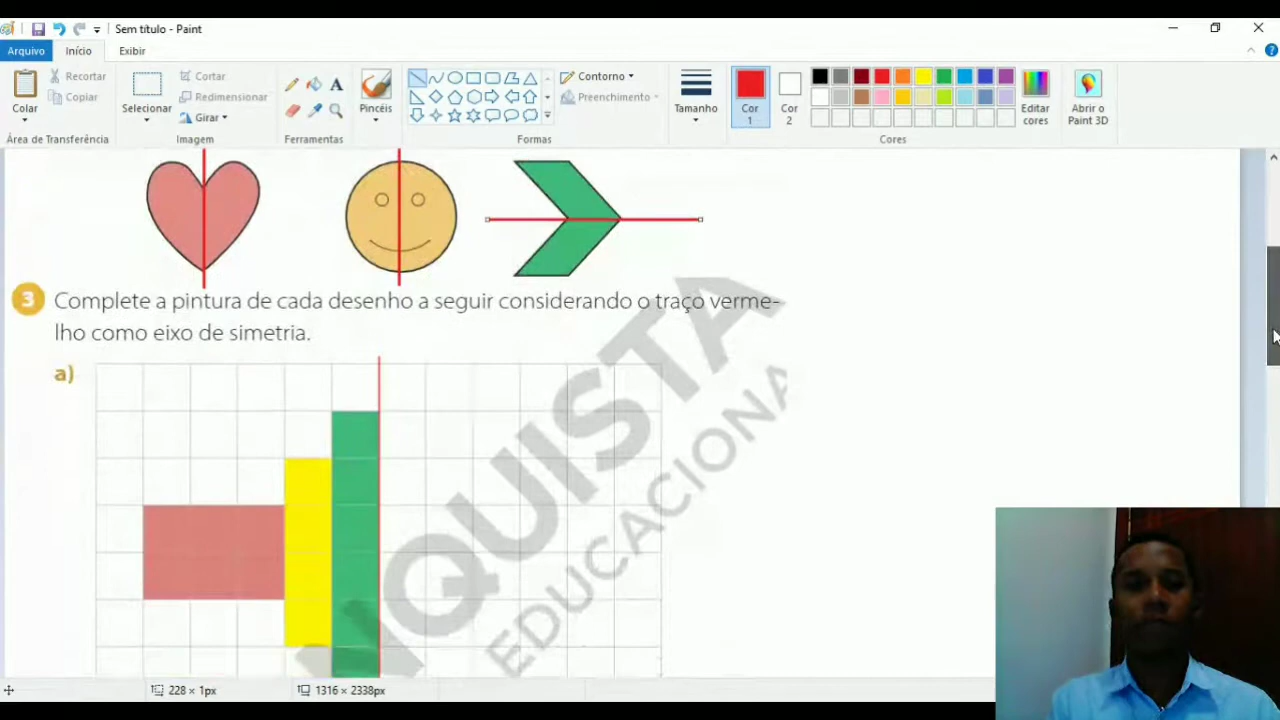 Sem título - Paint
Arquivo
Início
Exibir
Colar
Recortar
Copiar
Área de Transferência
Selecionar
Cortar
Redimensionar
Girar
Imagem
A
Ferramentas
Pincéis
Contorno
Preenchimento
Formas
Tamanho
Cor 1
Cor 2
Editar cores
Cores
Abrir o Paint 3D
3 Complete a pintura de cada desenho a seguir considerando o traço verme-
lho como eixo de simetria.
a)
QUISTA
EDUCACIONA
228 × 1px
1316 × 2338px